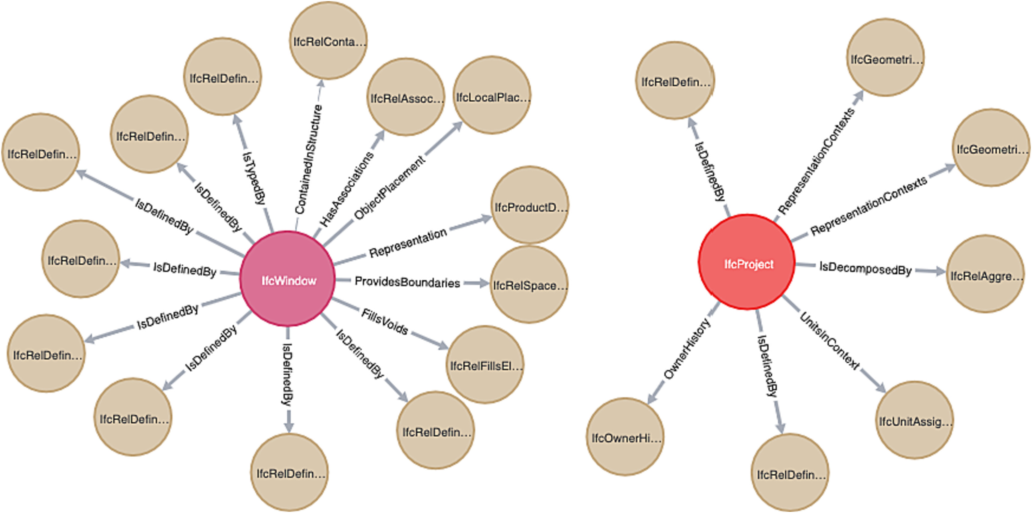 IfcRelConta...
IfcRelDefin...
IfcRelAssoc...
IfcLocalPlac...
IfcRelDefin...
IfcRelDefin...
ContainedInStructure
IsTypedBy
HasAssociations
ObjectPlacement
IsDefinedBy
IsDefinedBy
IfcProductD...
Representation
IfcRelDefin...
IsDefinedBy
IfcWindow
ProvidesBoundaries
IfcRelSpace...
IsDefinedBy
FillsVoids
IfcRelDefin...
IsDefinedBy
IsDefinedBy
IsDefinedBy
IfcRelFillsEl...
IfcRelDefin...
IfcRelDefin...
IfcRelDefin...
IfcGeometri...
IfcRelDefin...
RepresentationContexts
IfcGeometri...
IsDefinedBy
RepresentationContexts
IfcProject
IsDecomposedBy
IfcRelAggre...
OwnerHistory
IsDefinedBy
UnitsInContext
IfcUnitAssig...
IfcOwnerHi...
IfcRelDefin...